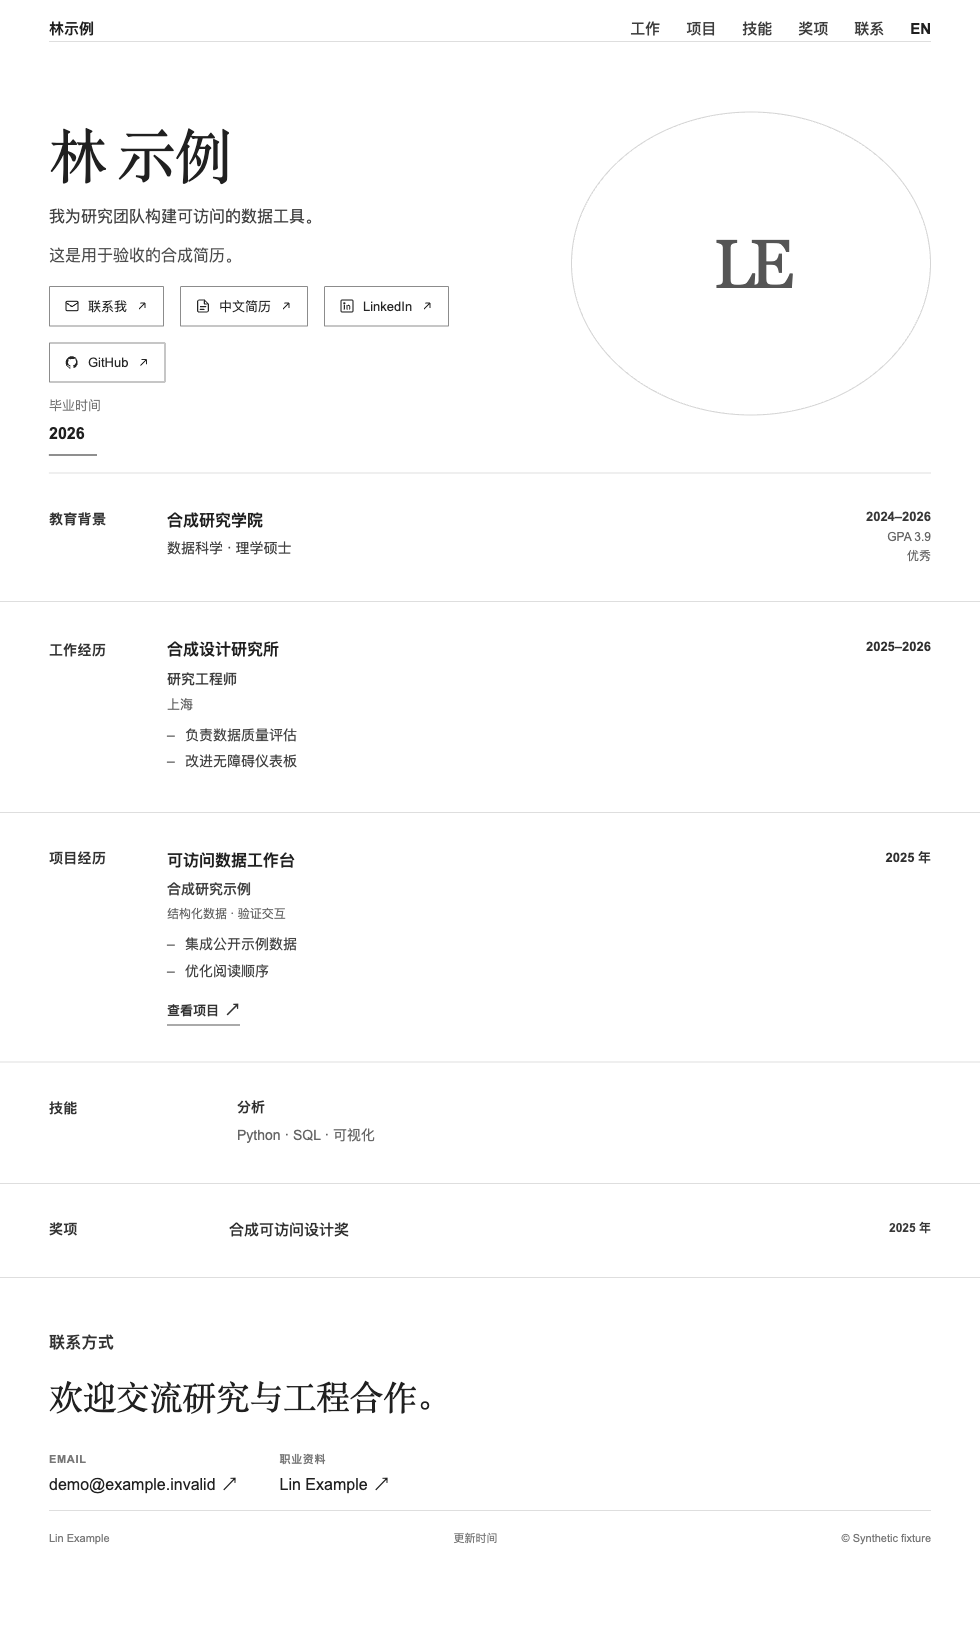 林示例
工作 项目 技能 奖项 联系 EN
林 示例
我为研究团队构建可访问的数据工具。
这是用于验收的合成简历。
联系我 ↗ 中文简历 ↗ LinkedIn ↗
GitHub ↗
毕业时间
2026
LE
教育背景
合成研究学院
数据科学 · 理学硕士
2024–2026
GPA 3.9
优秀
工作经历
合成设计研究所
2025–2026
研究工程师
上海
– 负责数据质量评估
– 改进无障碍仪表板
项目经历
可访问数据工作台
2025 年
合成研究示例
结构化数据 · 验证交互
– 集成公开示例数据
– 优化阅读顺序
查看项目 ↗
技能
分析
Python · SQL · 可视化
奖项
合成可访问设计奖
2025 年
联系方式
欢迎交流研究与工程合作。
EMAIL
demo@example.invalid ↗
职业资料
Lin Example ↗
Lin Example
更新时间
© Synthetic fixture